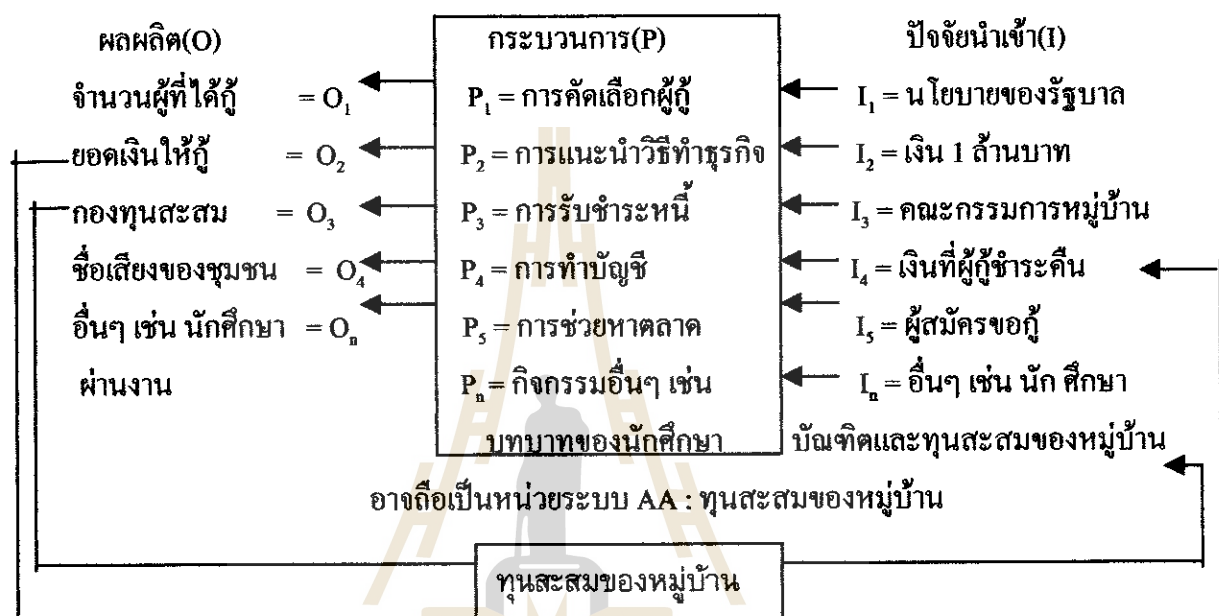 ผลผลิต(O) กระบวนการ(P) ปัจจัยนำเข้า(I)
จำนวนผู้ที่ได้กู้ = O₁ P₁ = การคัดเลือกผู้กู้ I₁ = นโยบายของรัฐบาล
ยอดเงินให้กู้ = O₂ P₂ = การแนะนำวิธีทำธุรกิจ I₂ = เงิน 1 ล้านบาท
กองทุนสะสม = O₃ P₃ = การรับชำระหนี้ I₃ = คณะกรรมการหมู่บ้าน
ชื่อเสียงของชุมชน = O₄ P₄ = การทำบัญชี I₄ = เงินที่ผู้กู้ชำระคืน
อื่นๆ เช่น นักศึกษา = Oₙ P₅ = การช่วยหาตลาด I₅ = ผู้สมัครขอกู้
ผ่านงาน Pₙ = กิจกรรมอื่นๆ เช่น Iₙ = อื่นๆ เช่น นัก ศึกษา
บทบาทของนักศึกษา บัณฑิตและทุนสะสมของหมู่บ้าน
อาจถือเป็นหน่วยระบบ AA : ทุนสะสมของหมู่บ้าน
ทุนสะสมของหมู่บ้าน